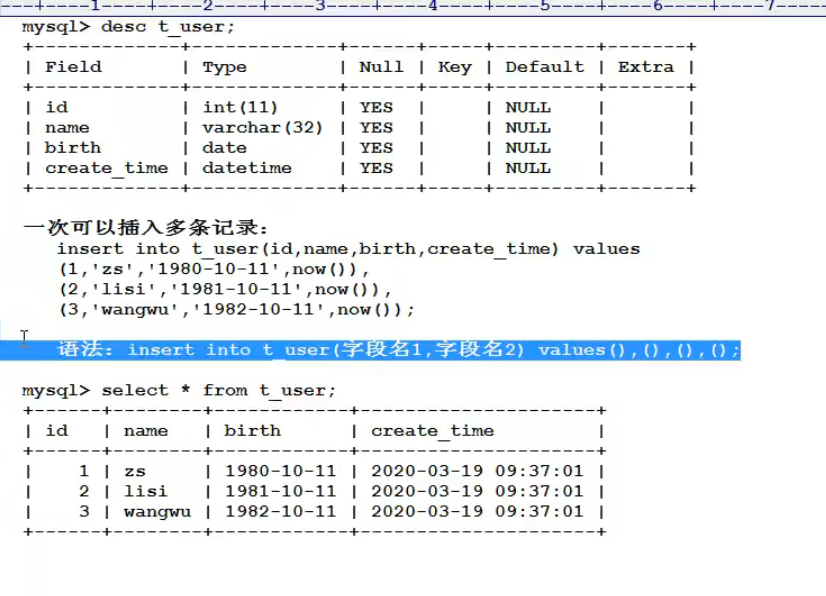 ---+----1----+----2----+----3----+----4----+----5----+----6----+----7-----
mysql> desc t_user;
+-------------+-------------+------+-----+---------+-------+
| Field       | Type        | Null | Key | Default | Extra |
+-------------+-------------+------+-----+---------+-------+
| id          | int(11)     | YES  |     | NULL    |       |
| name        | varchar(32) | YES  |     | NULL    |       |
| birth       | date        | YES  |     | NULL    |       |
| create_time | datetime    | YES  |     | NULL    |       |
+-------------+-------------+------+-----+---------+-------+
一次可以插入多条记录：
insert into t_user(id,name,birth,create_time) values
(1,'zs','1980-10-11',now()),
(2,'lisi','1981-10-11',now()),
(3,'wangwu','1982-10-11',now());
语法：insert into t_user(字段名1,字段名2) values(),(),(),();
mysql> select * from t_user;
+------+--------+------------+---------------------+
| id   | name   | birth      | create_time         |
+------+--------+------------+---------------------+
|    1 | zs     | 1980-10-11 | 2020-03-19 09:37:01 |
|    2 | lisi   | 1981-10-11 | 2020-03-19 09:37:01 |
|    3 | wangwu | 1982-10-11 | 2020-03-19 09:37:01 |
+------+--------+------------+---------------------+